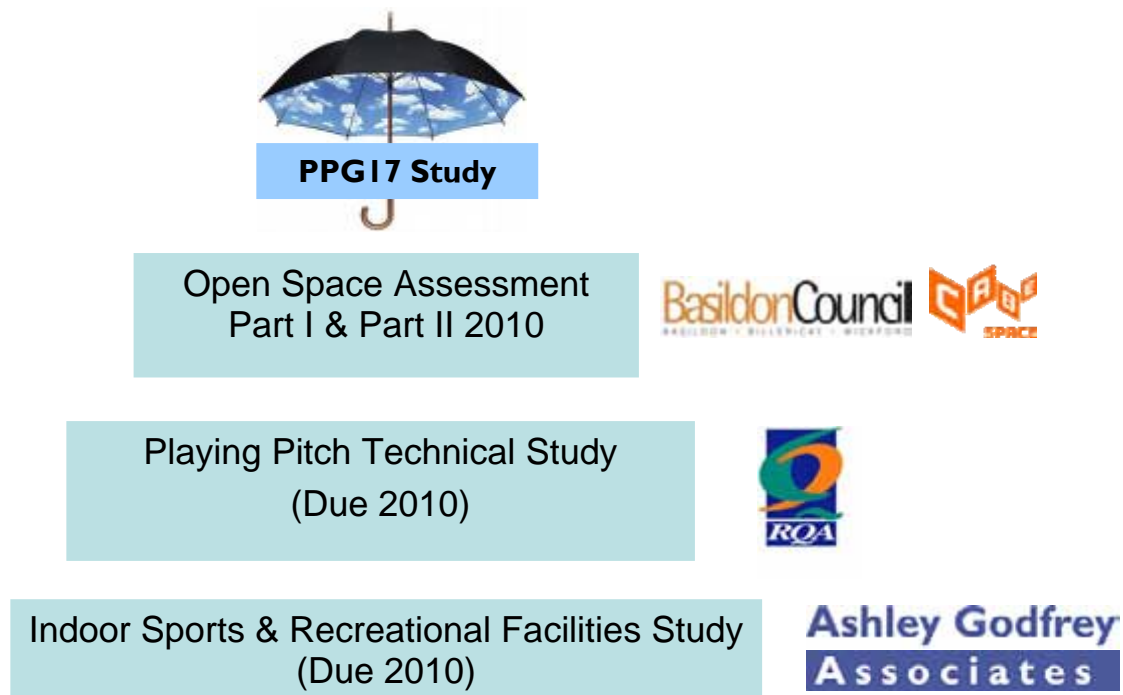 PPG17 Study
Open Space Assessment
Part I & Part II 2010
BasildonCouncil
BASILDON • BILLERICAY • WICKFORD
CABE
SPACE
Playing Pitch Technical Study
(Due 2010)
RQA
Indoor Sports & Recreational Facilities Study
(Due 2010)
Ashley Godfrey
Associates